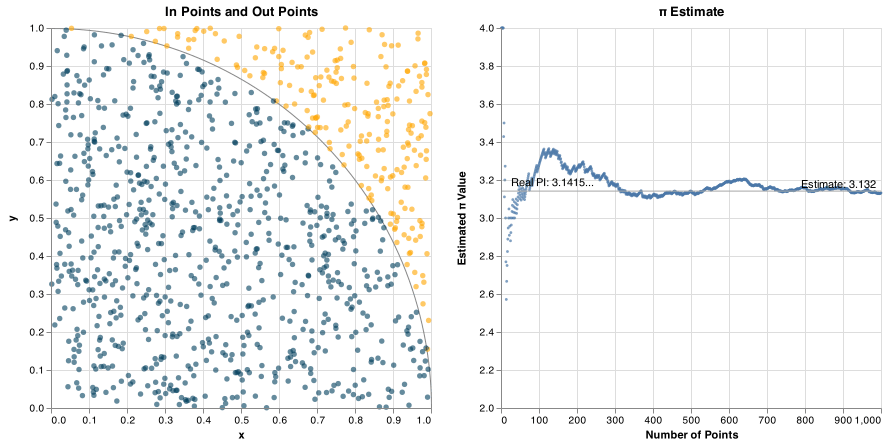 In Points and Out Points
1.0
0.9
0.8
0.7
0.6
0.5
0.4
0.3
0.2
0.1
0.0
y
0.0 0.1 0.2 0.3 0.4 0.5 0.6 0.7 0.8 0.9 1.0
x
π Estimate
4.0
3.8
3.6
3.4
3.2
3.0
2.8
2.6
2.4
2.2
2.0
Estimated π Value
Real PI: 3.1415...
Estimate: 3.132
0 100 200 300 400 500 600 700 800 900 1,000
Number of Points